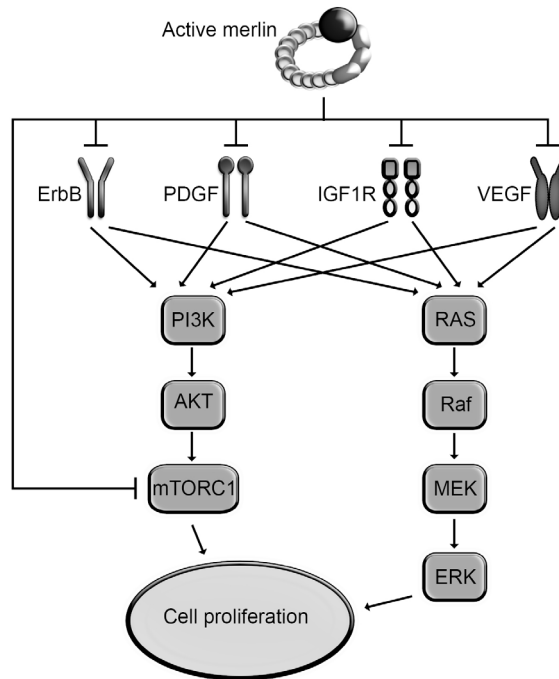 Active merlin
ErbB
PDGF
IGF1R
VEGF
PI3K
RAS
AKT
Raf
mTORC1
MEK
ERK
Cell proliferation